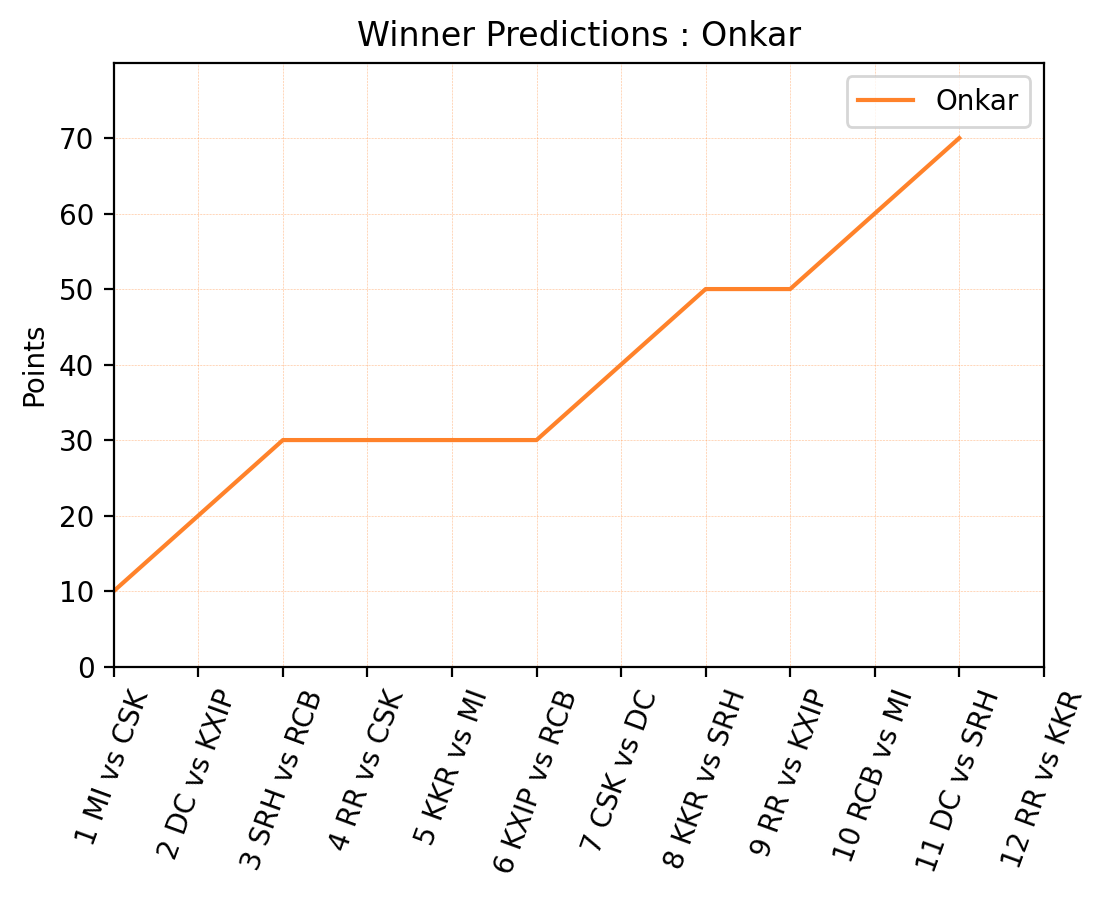 Winner Predictions : Onkar
Onkar
Points
70
60
50
40
30
20
10
0
1 MI vs CSK
2 DC vs KXIP
3 SRH vs RCB
4 RR vs CSK
5 KKR vs MI
6 KXIP vs RCB
7 CSK vs DC
8 KKR vs SRH
9 RR vs KXIP
10 RCB vs MI
11 DC vs SRH
12 RR vs KKR